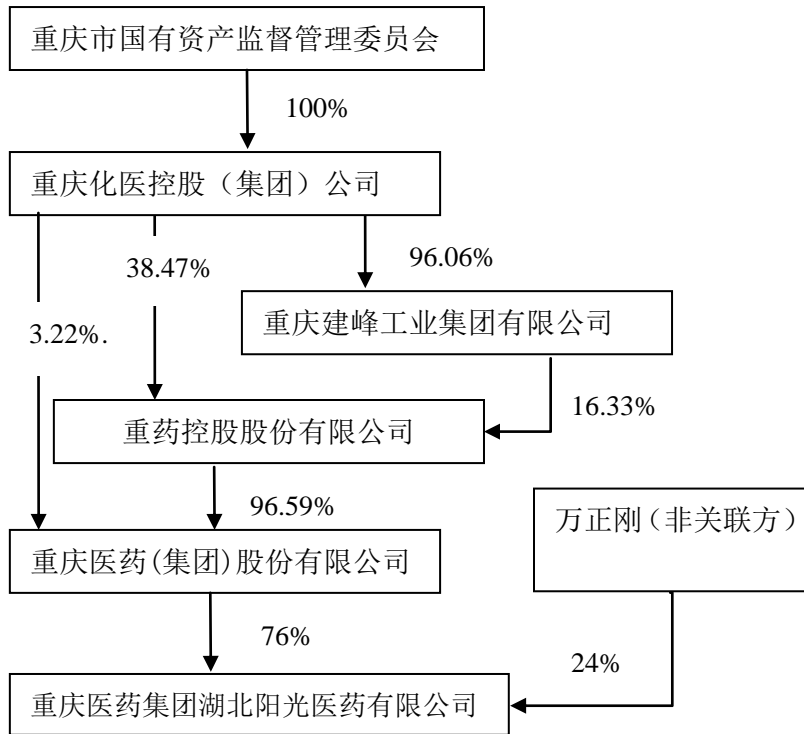 重庆市国有资产监督管理委员会
100%
重庆化医控股（集团）公司
38.47%
96.06%
重庆建峰工业集团有限公司
3.22%.
重药控股股份有限公司
16.33%
96.59%
万正刚（非关联方）
重庆医药(集团)股份有限公司
76%
24%
重庆医药集团湖北阳光医药有限公司